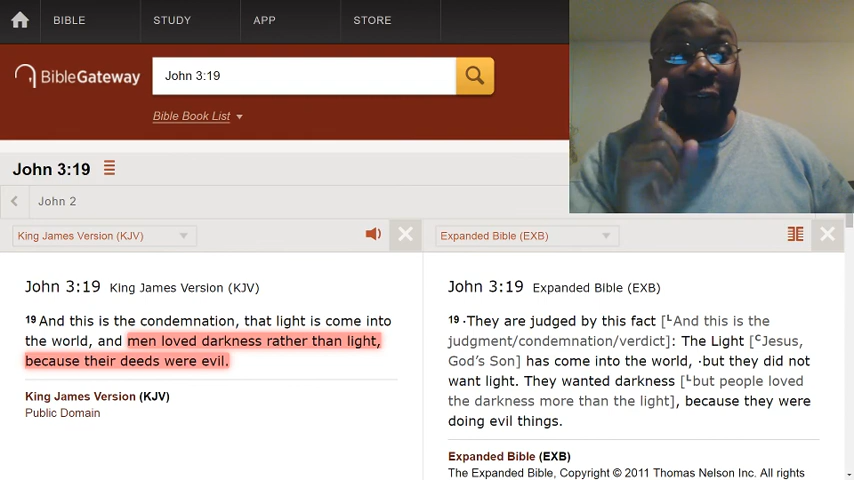 BIBLE STUDY APP STORE
BibleGateway
John 3:19
Bible Book List
John 3:19
John 2
King James Version (KJV)
Expanded Bible (EXB)
John 3:19 King James Version (KJV)
19 And this is the condemnation, that light is come into
the world, and men loved darkness rather than light,
because their deeds were evil.
King James Version (KJV)
Public Domain
John 3:19 Expanded Bible (EXB)
19 ·They are judged by this fact [ᴸAnd this is the
judgment/condemnation/verdict]: The Light [ᶜJesus,
God’s Son] has come into the world, ·but they did not
want light. They wanted darkness [ᴸbut people loved
the darkness more than the light], because they were
doing evil things.
Expanded Bible (EXB)
The Expanded Bible, Copyright © 2011 Thomas Nelson Inc. All rights